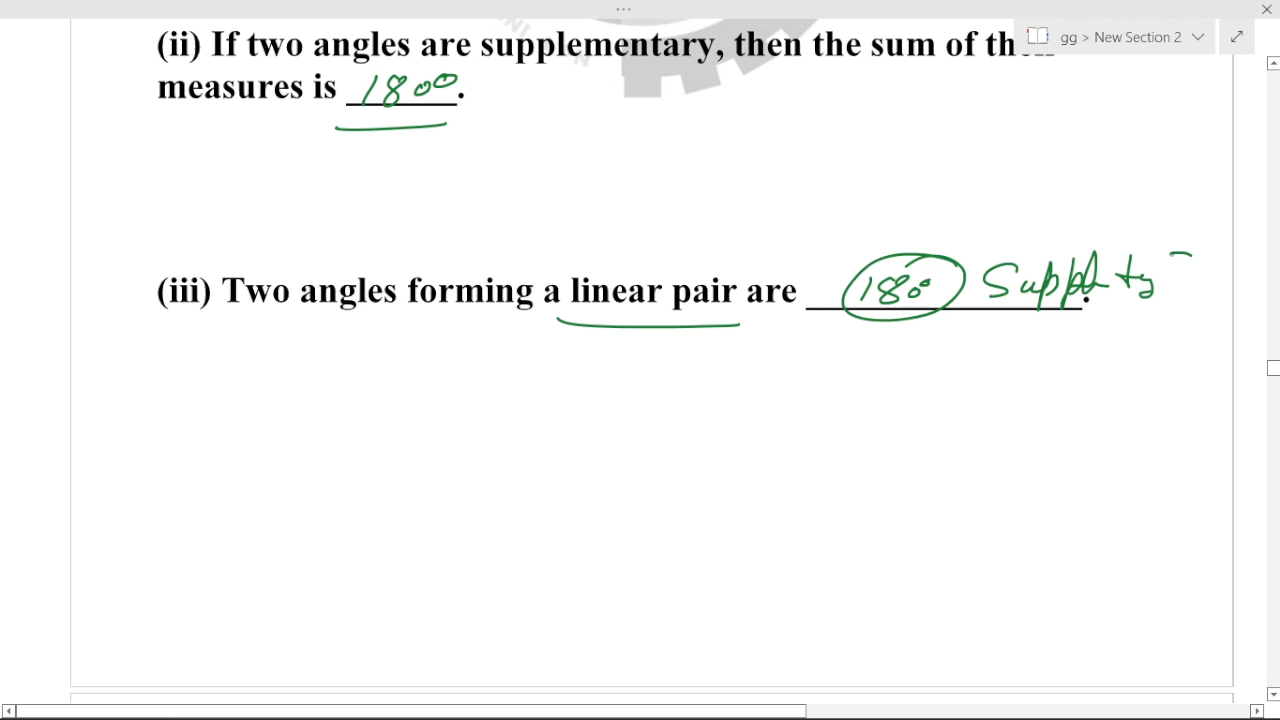 ...
gg > New Section 2
(ii) If two angles are supplementary, then the sum of their
measures is 180°.
(iii) Two angles forming a linear pair are 180°